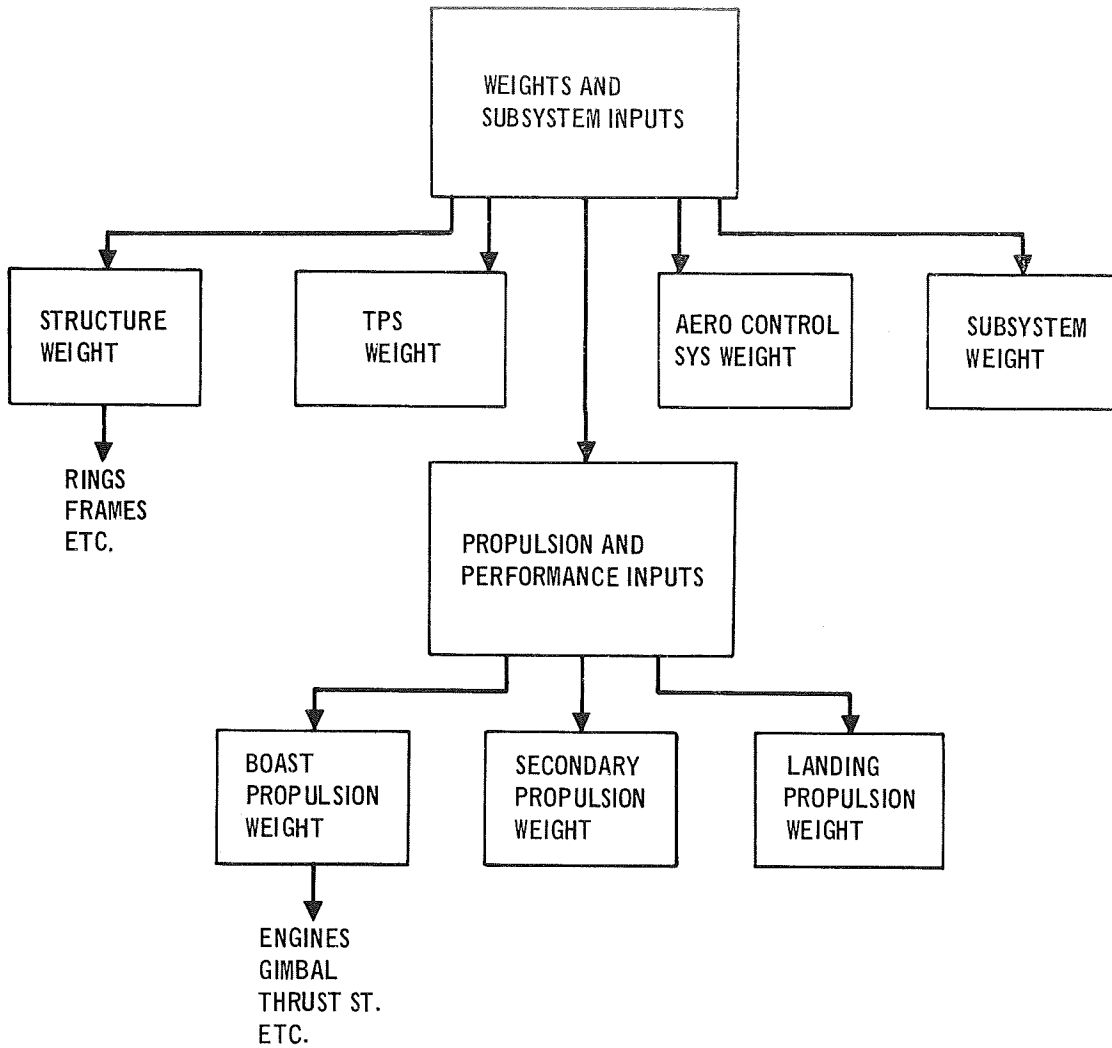 WEIGHTS AND
SUBSYSTEM INPUTS
STRUCTURE
WEIGHT
TPS
WEIGHT
AERO CONTROL
SYS WEIGHT
SUBSYSTEM
WEIGHT
RINGS
FRAMES
ETC.
PROPULSION AND
PERFORMANCE INPUTS
BOAST
PROPULSION
WEIGHT
SECONDARY
PROPULSION
WEIGHT
LANDING
PROPULSION
WEIGHT
ENGINES
GIMBAL
THRUST ST.
ETC.